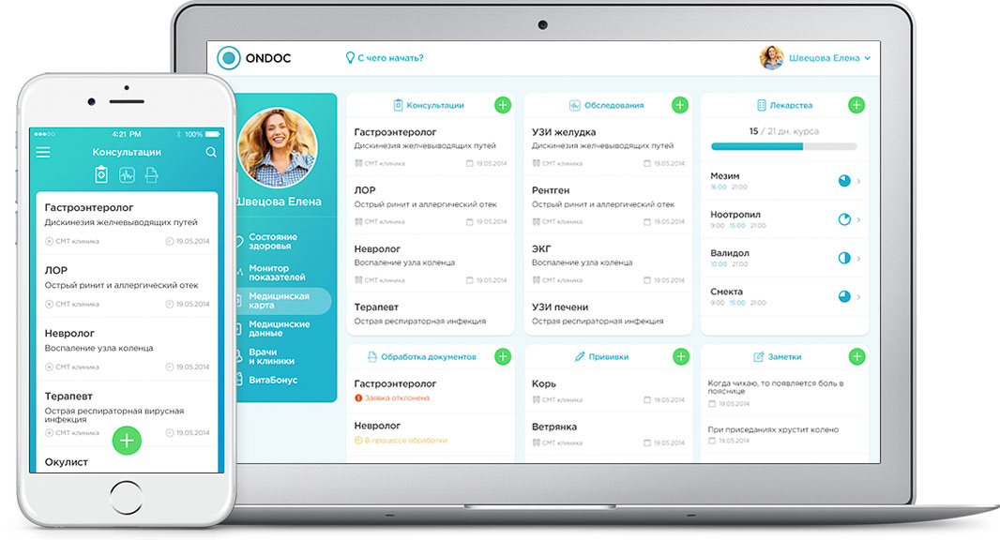 ONDOC
С чего начать?
Швецова Елена
4:21 PM
100%
Консультации
Гастроэнтеролог
Дискинезия желчевыводящих путей
СМТ клиника
19.05.2014
ЛОР
Острый ринит и аллергический отек
СМТ клиника
19.05.2014
Невролог
Воспаление узла коленца
СМТ клиника
19.05.2014
Терапевт
Острая респираторная вирусная
инфекция
СМТ клиника
19.05.2014
Окулист
Швецова Елена
Состояние
здоровья
Монитор
показателей
Медицинская
карта
Медицинские
данные
Врачи
и клиники
ВитаБонус
Консультации
Гастроэнтеролог
Дискинезия желчевыводящих путей
СМТ клиника
19.05.2014
ЛОР
Острый ринит и аллергический отек
СМТ клиника
19.05.2014
Невролог
Воспаление узла коленца
СМТ клиника
19.05.2014
Терапевт
Острая респираторная инфекция
Обследования
УЗИ желудка
Дискинезия желчевыводящих путей
СМТ клиника
19.05.2014
Рентген
Острый ринит и аллергический отек
СМТ клиника
19.05.2014
ЭКГ
Воспаление узла коленца
СМТ клиника
19.05.2014
УЗИ печени
Острая респираторная инфекция
Лекарства
15 / 21 дн. курса
Мезим
16:00 21:00
Ноотропил
9:00 15:00 21:00
Валидол
10:00 21:00
Смекта
9:00 15:00 21:00
Обработка документов
Гастроэнтеролог
Заявка отклонена
Невролог
В процессе обработки
Прививки
Корь
СМТ клиника
19.05.2014
Ветрянка
СМТ клиника
19.05.2014
Заметки
Когда чихаю, то появляется боль в
пояснице
19.05.2014
При приседаниях хрустит колено
19.05.2014